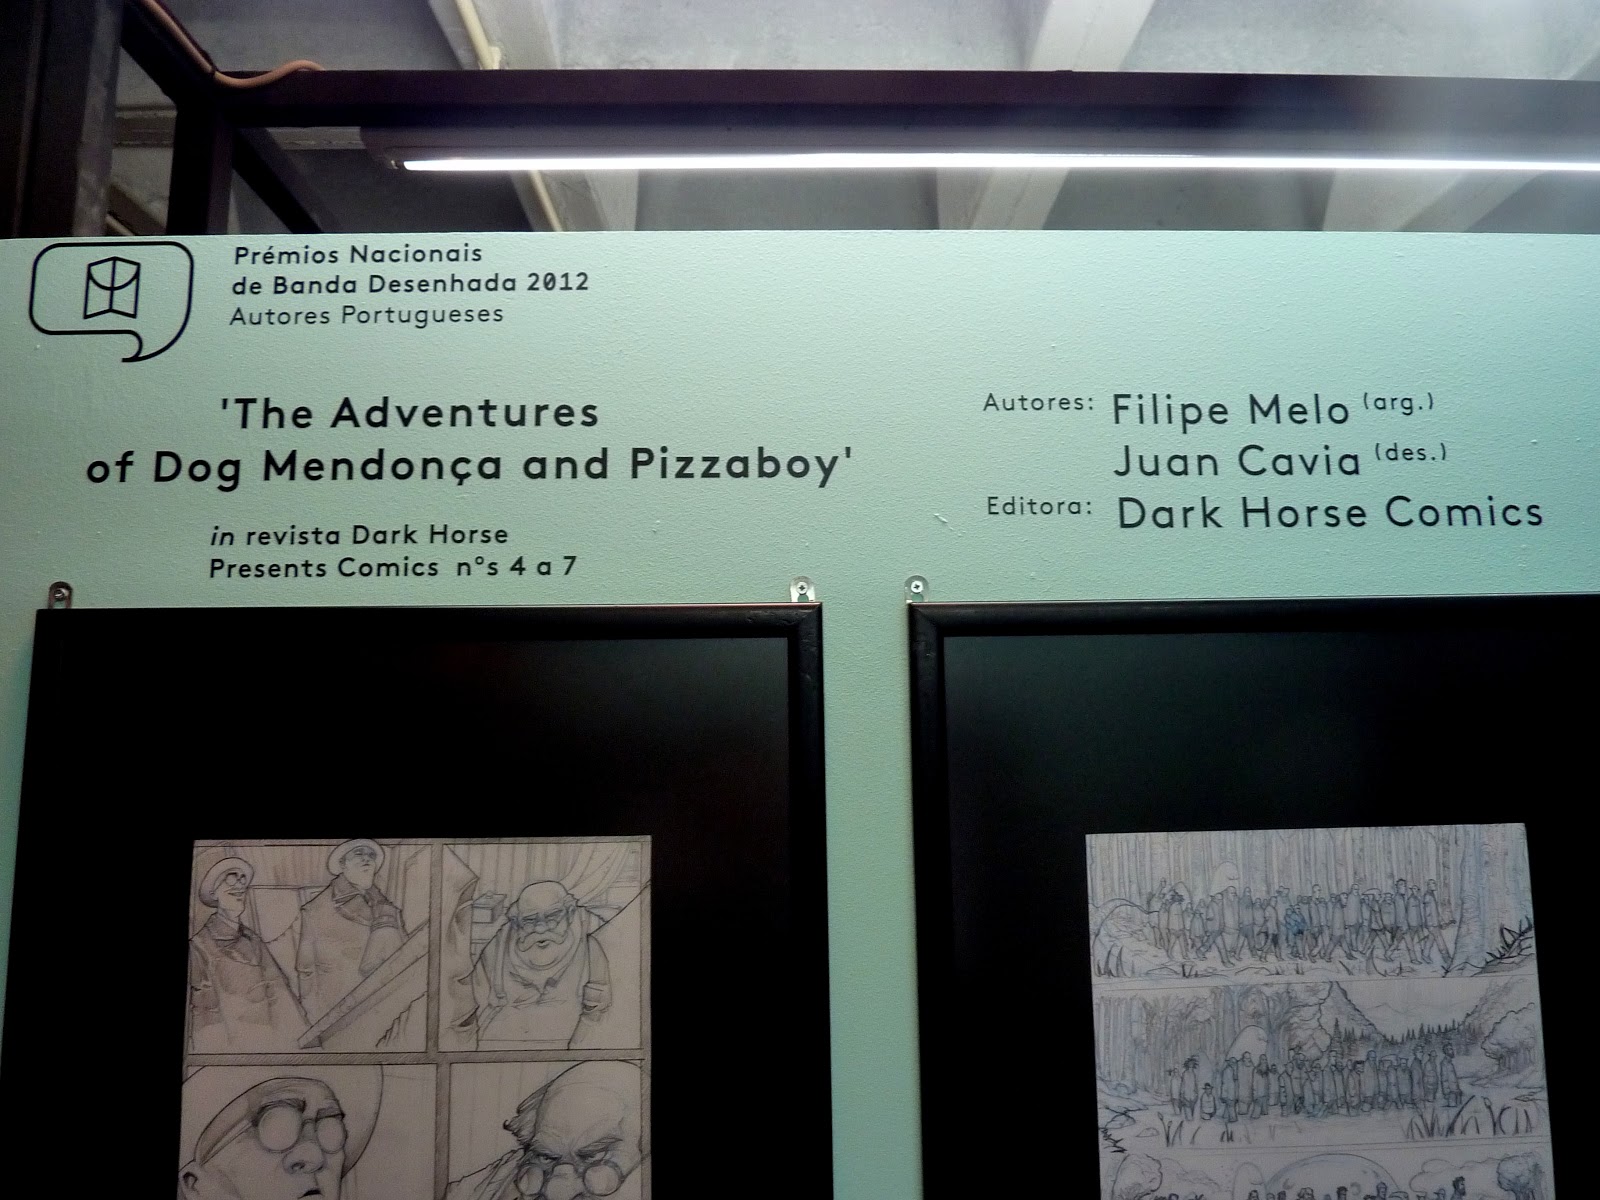 Prémios Nacionais
de Banda Desenhada 2012
Autores Portugueses
'The Adventures
of Dog Mendonça and Pizzaboy'
in revista Dark Horse
Presents Comics nºs 4 a 7
Autores: Filipe Melo (arg.)
Juan Cavia (des.)
Editora: Dark Horse Comics